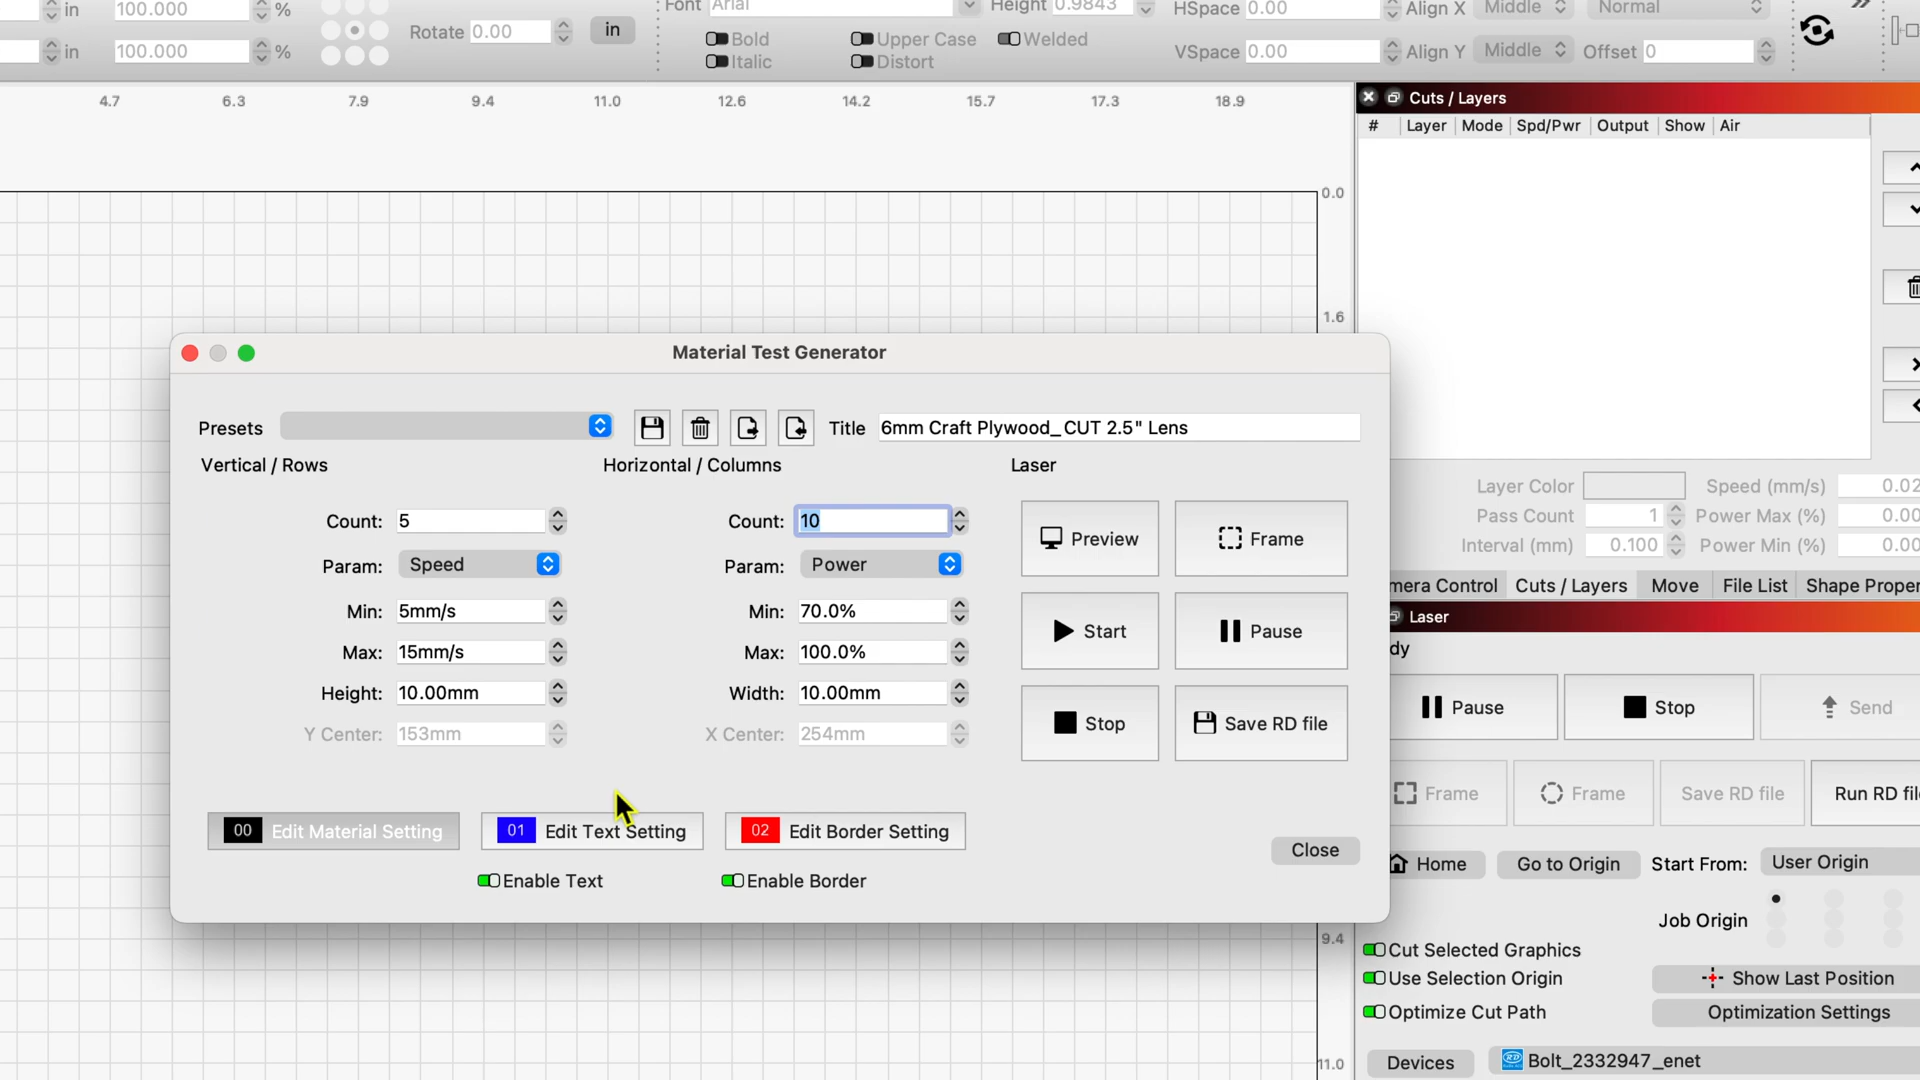 in 100.000 % Rotate 0.00 in Font Arial Height 0.9843 HSpace 0.00 Align X Middle Normal
in 100.000 % Bold Upper Case Welded VSpace 0.00 Align Y Middle Offset 0
Italic Distort
4.7 6.3 7.9 9.4 11.0 12.6 14.2 15.7 17.3 18.9
0.0
1.6
9.4
11.0
Cuts / Layers
# Layer Mode Spd/Pwr Output Show Air
Material Test Generator
Presets Title 6mm Craft Plywood_CUT 2.5" Lens
Vertical / Rows Horizontal / Columns Laser
Count: 5 Count: 10 Preview Frame
Param: Speed Param: Power
Min: 5mm/s Min: 70.0% Start Pause
Max: 15mm/s Max: 100.0%
Height: 10.00mm Width: 10.00mm Stop Save RD file
Y Center: 153mm X Center: 254mm
00 Edit Material Setting 01 Edit Text Setting 02 Edit Border Setting Close
Enable Text Enable Border
Layer Color Speed (mm/s) 0.02
Pass Count 1 Power Max (%) 0.00
Interval (mm) 0.100 Power Min (%) 0.00
mera Control Cuts / Layers Move File List Shape Proper
Laser
dy
Pause Stop Send
Frame Frame Save RD file Run RD fil
Home Go to Origin Start From: User Origin
Job Origin
Cut Selected Graphics
Use Selection Origin Show Last Position
Optimize Cut Path Optimization Settings
Devices Bolt_2332947_enet